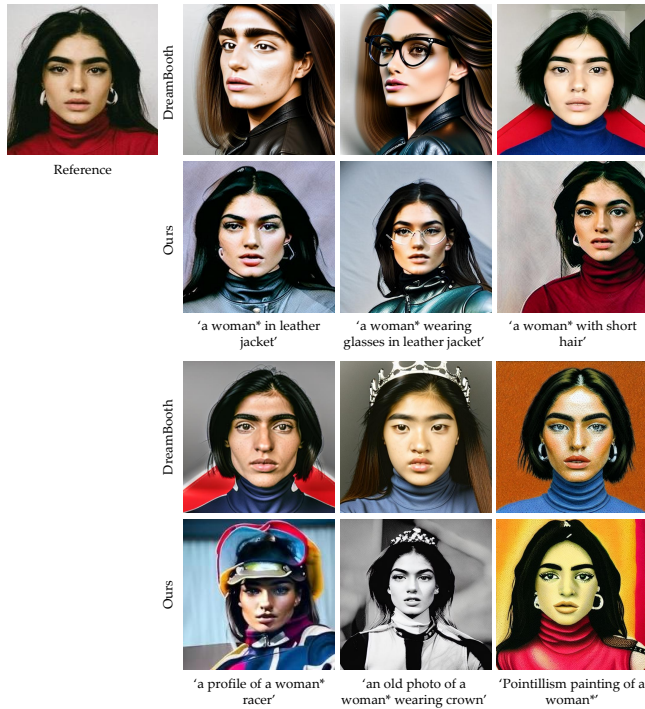 DreamBooth
Reference
Ours
‘a woman* in leather
jacket’
‘a woman* wearing
glasses in leather jacket’
‘a woman* with short
hair’
DreamBooth
Ours
‘a profile of a woman*
racer’
‘an old photo of a
woman* wearing crown’
‘Pointillism painting of a
woman*’